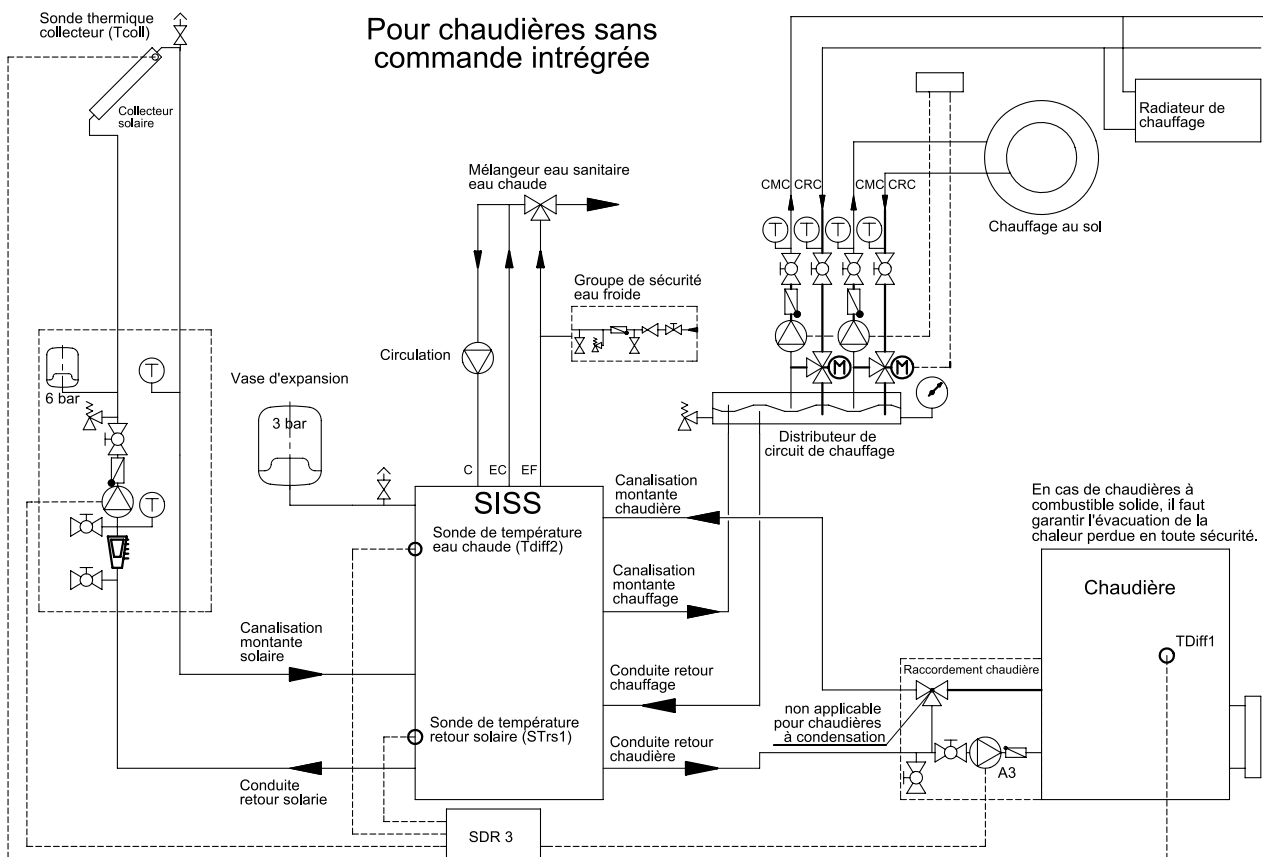 Sonde thermique
collecteur (Tcoll)
Pour chaudières sans
commande intrégrée
Collecteur
solaire
Radiateur de
chauffage
Mélangeur eau sanitaire
eau chaude
CMC CRC CMC CRC
Chauffage au sol
T T T T
Groupe de sécurité
eau froide
Circulation
T
6 bar
Vase d'expansion
3 bar
M M
Distributeur de
circuit de chauffage
C EC EF
SISS
Canalisation
montante
chaudière
En cas de chaudières à
combustible solide, il faut
garantir l'évacuation de la
chaleur perdue en toute sécurité.
T
Sonde de température
eau chaude (Tdiff2)
Canalisation
montante
chauffage
Chaudière
TDiff1
Canalisation
montante
solaire
Conduite retour
chauffage
Raccordement chaudière
non applicable
pour chaudières
à condensation
Sonde de température
retour solaire (STrs1)
Conduite retour
chaudière
A3
Conduite
retour solarie
SDR 3